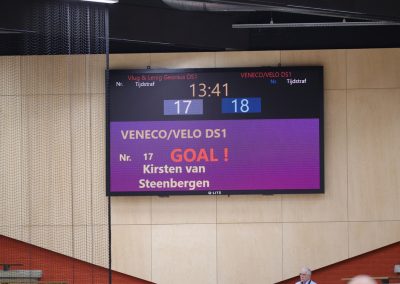 Vlug & Lenig Geonius DS1 VENECO/VELO DS1
Nr. Tijdstraf Nr. Tijdstraf
13:41
17 18
VENECO/VELO DS1
Nr. 17 GOAL !
Kirsten van
Steenbergen